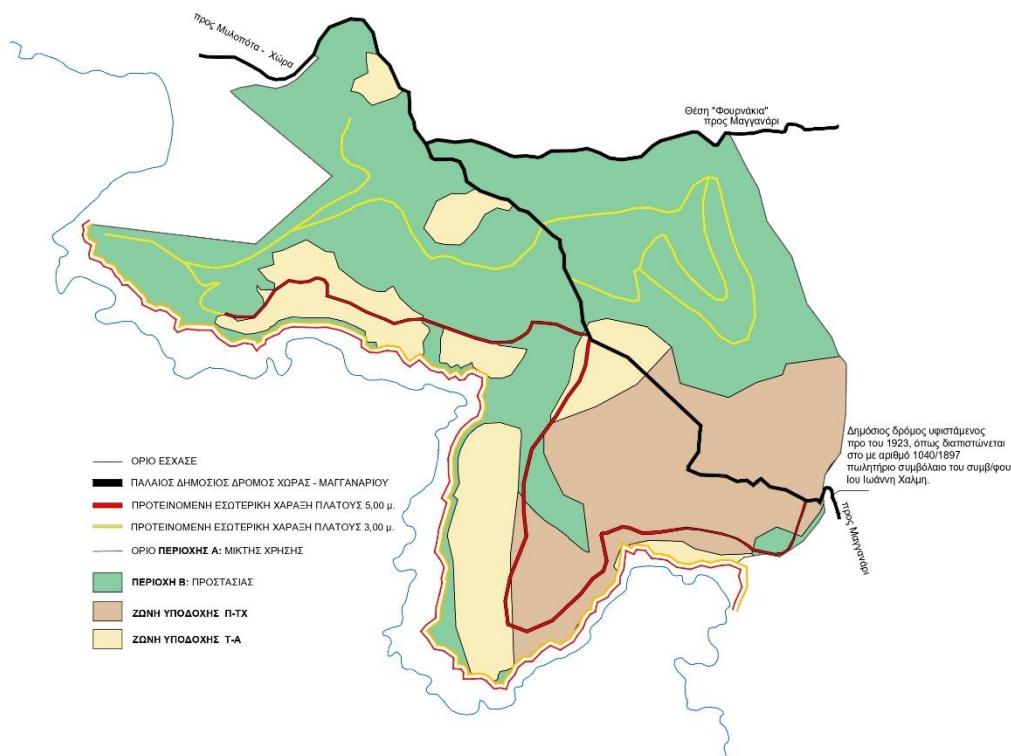 προς Μυλοπότα - Χώρα
Θέση "Φουρνάκια"
προς Μαγγανάρι
Δημόσιος δρόμος υφιστάμενος
προ του 1923, όπως διαπιστώνεται
στο με αριθμό 1040/1897
πωλητήριο συμβόλαιο του συμβ/φου
Ιου Ιωάννη Χαλμη.
προς Μαγγανάρι
ΟΡΙΟ ΕΣΧΑΣΕ
ΠΑΛΑΙΟΣ ΔΗΜΟΣΙΟΣ ΔΡΟΜΟΣ ΧΩΡΑΣ - ΜΑΓΓΑΝΑΡΙΟΥ
ΠΡΟΤΕΙΝΟΜΕΝΗ ΕΣΩΤΕΡΙΚΗ ΧΑΡΑΞΗ ΠΛΑΤΟΥΣ 5,00 μ.
ΠΡΟΤΕΙΝΟΜΕΝΗ ΕΣΩΤΕΡΙΚΗ ΧΑΡΑΞΗ ΠΛΑΤΟΥΣ 3,00 μ.
ΟΡΙΟ ΠΕΡΙΟΧΗΣ Α: ΜΙΚΤΗΣ ΧΡΗΣΗΣ
ΠΕΡΙΟΧΗ Β: ΠΡΟΣΤΑΣΙΑΣ
ΖΩΝΗ ΥΠΟΔΟΧΗΣ Π-ΤΧ
ΖΩΝΗ ΥΠΟΔΟΧΗΣ Τ-Α